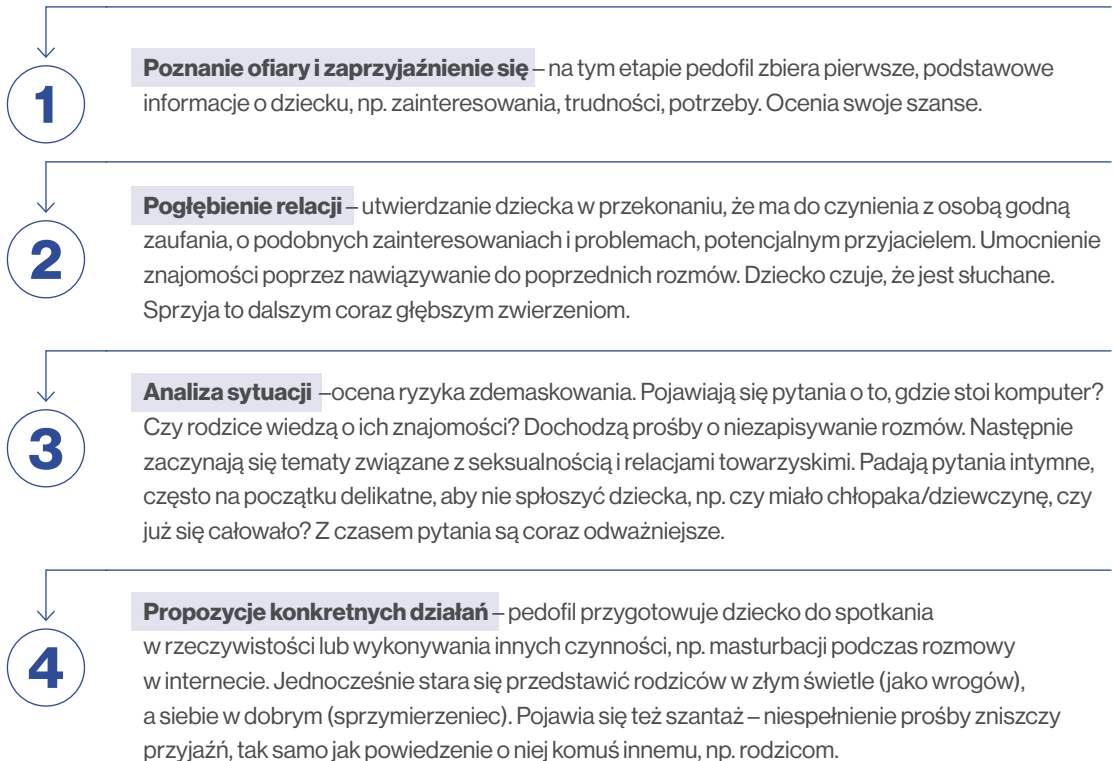 1
Poznanie ofiary i zaprzyjaźnienie się – na tym etapie pedofil zbiera pierwsze, podstawowe
informacje o dziecku, np. zainteresowania, trudności, potrzeby. Ocenia swoje szanse.
2
Pogłębienie relacji – utwierdzanie dziecka w przekonaniu, że ma do czynienia z osobą godną
zaufania, o podobnych zainteresowaniach i problemach, potencjalnym przyjacielem. Umocnienie
znajomości poprzez nawiązywanie do poprzednich rozmów. Dziecko czuje, że jest słuchane.
Sprzyja to dalszym coraz głębszym zwierzeniom.
3
Analiza sytuacji –ocena ryzyka zdemaskowania. Pojawiają się pytania o to, gdzie stoi komputer?
Czy rodzice wiedzą o ich znajomości? Dochodzą prośby o niezapisywanie rozmów. Następnie
zaczynają się tematy związane z seksualnością i relacjami towarzyskimi. Padają pytania intymne,
często na początku delikatne, aby nie spłoszyć dziecka, np. czy miało chłopaka/dziewczynę, czy
już się całowało? Z czasem pytania są coraz odważniejsze.
4
Propozycje konkretnych działań – pedofil przygotowuje dziecko do spotkania
w rzeczywistości lub wykonywania innych czynności, np. masturbacji podczas rozmowy
w internecie. Jednocześnie stara się przedstawić rodziców w złym świetle (jako wrogów),
a siebie w dobrym (sprzymierzeniec). Pojawia się też szantaż – niespełnienie prośby zniszczy
przyjaźń, tak samo jak powiedzenie o niej komuś innemu, np. rodzicom.